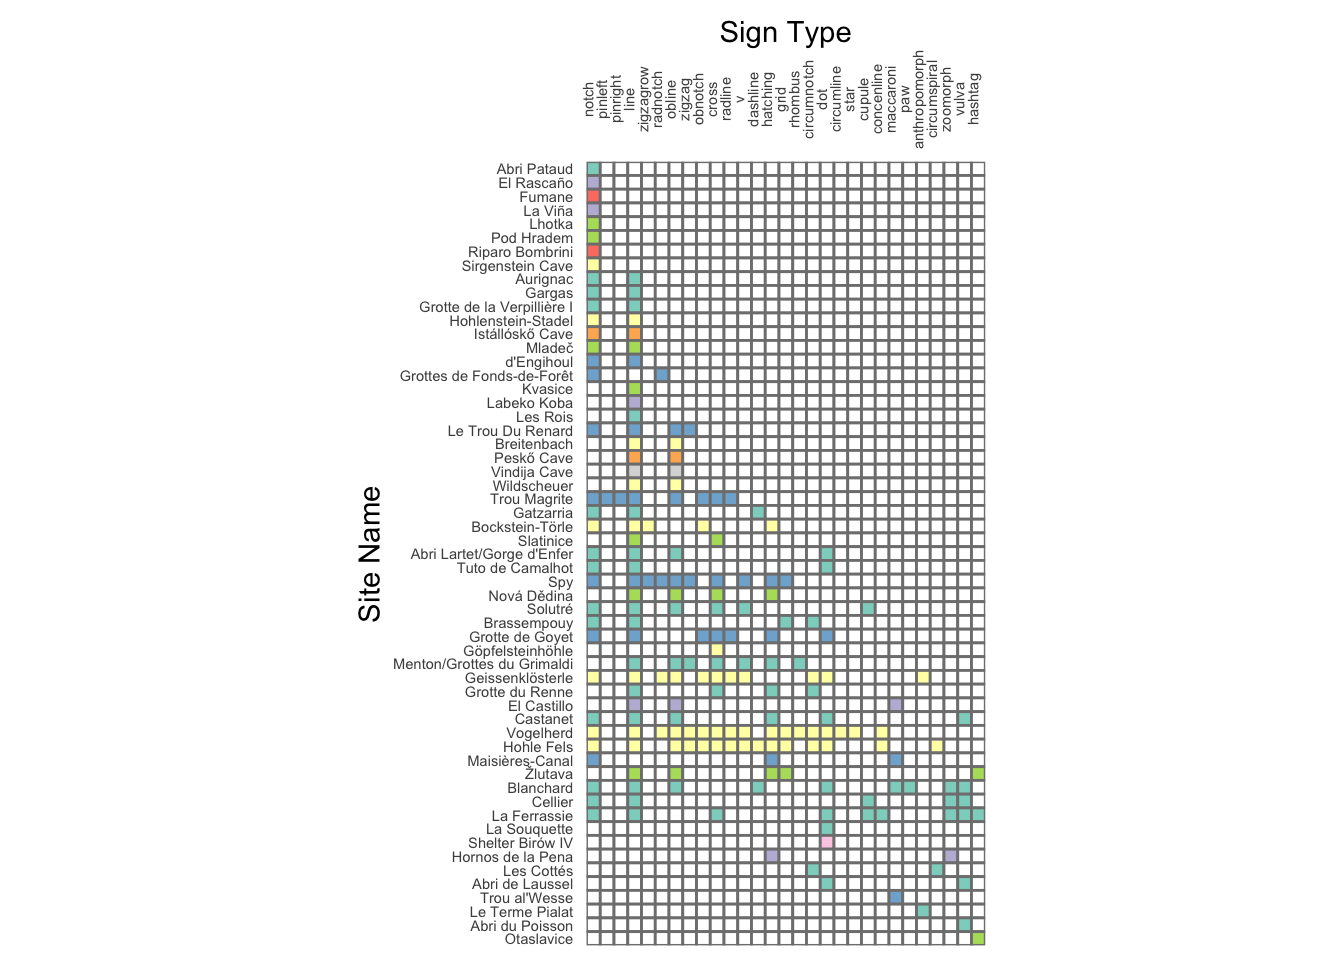 Sign Type
notch
pinleft
pinright
line
zigzagrow
radnotch
obline
zigzag
obnotch
cross
radline
v
dashline
hatching
grid
rhombus
circumnotch
dot
circumline
star
cupule
concenline
maccaroni
paw
anthropomorph
circumspiral
zoomorph
vulva
hashtag
Site Name
Abri Pataud
El Rascaño
Fumane
La Viña
Lhotka
Pod Hradem
Riparo Bombrini
Sirgenstein Cave
Aurignac
Gargas
Grotte de la Verpillière I
Hohlenstein-Stadel
Istállóskő Cave
Mladeč
d'Engihoul
Grottes de Fonds-de-Forêt
Kvasice
Labeko Koba
Les Rois
Le Trou Du Renard
Breitenbach
Peskő Cave
Vindija Cave
Wildscheuer
Trou Magrite
Gatzarria
Bockstein-Törle
Slatinice
Abri Lartet/Gorge d'Enfer
Tuto de Camalhot
Spy
Nová Dědina
Solutré
Brassempouy
Grotte de Goyet
Göpfelsteinhöhle
Menton/Grottes du Grimaldi
Geissenklösterle
Grotte du Renne
El Castillo
Castanet
Vogelherd
Hohle Fels
Maisières-Canal
Žlutava
Blanchard
Cellier
La Ferrassie
La Souquette
Shelter Birów IV
Hornos de la Pena
Les Cottés
Abri de Laussel
Trou al'Wesse
Le Terme Pialat
Abri du Poisson
Otaslavice